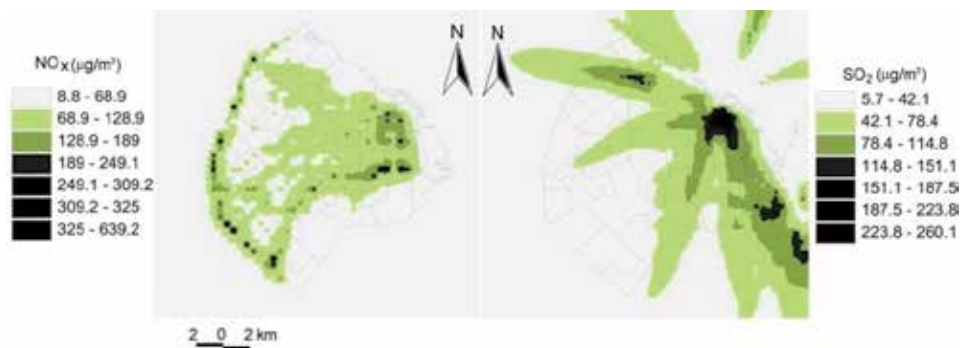 NOx (µg/m³)
8.8 - 68.9
68.9 - 128.9
128.9 - 189
189 - 249.1
249.1 - 309.2
309.2 - 325
325 - 639.2
N
N
SO2 (µg/m³)
5.7 - 42.1
42.1 - 78.4
78.4 - 114.8
114.8 - 151.1
151.1 - 187.5
187.5 - 223.8
223.8 - 260.1
2 0 2 km